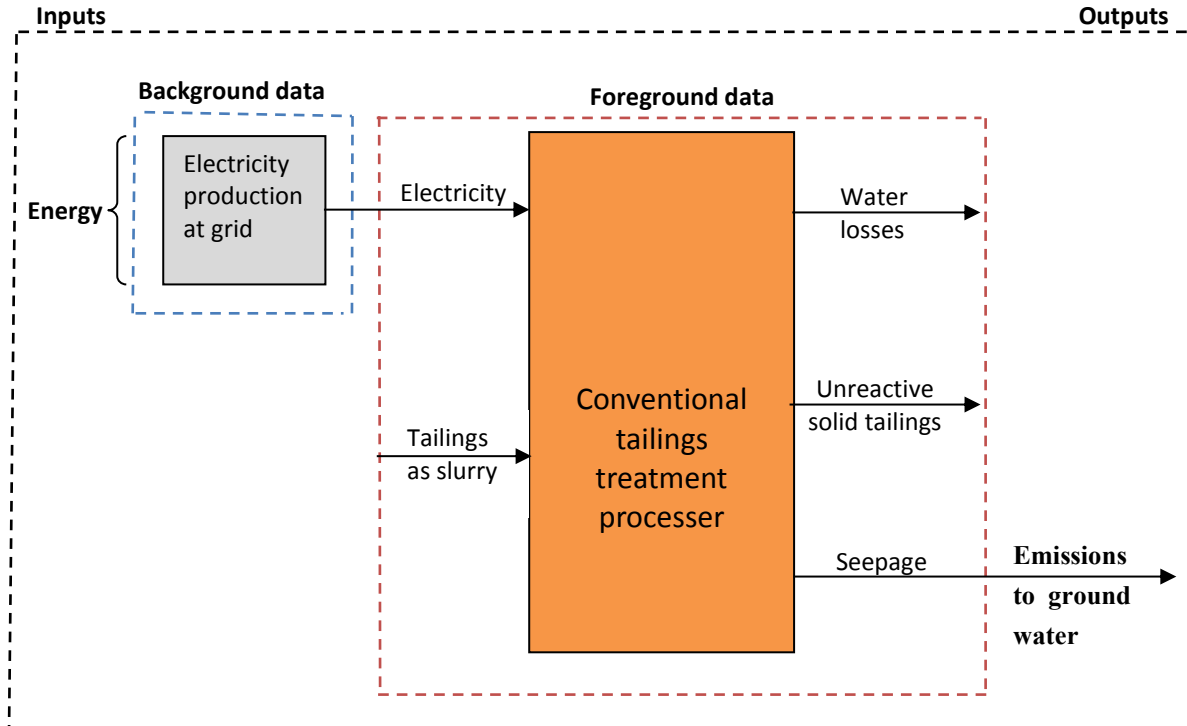 Inputs
Outputs
Background data
Foreground data
Energy
Electricity
production
at grid
Electricity
Water
losses
Conventional
tailings
treatment
processer
Unreactive
solid tailings
Tailings
as slurry
Seepage
Emissions
to ground
water